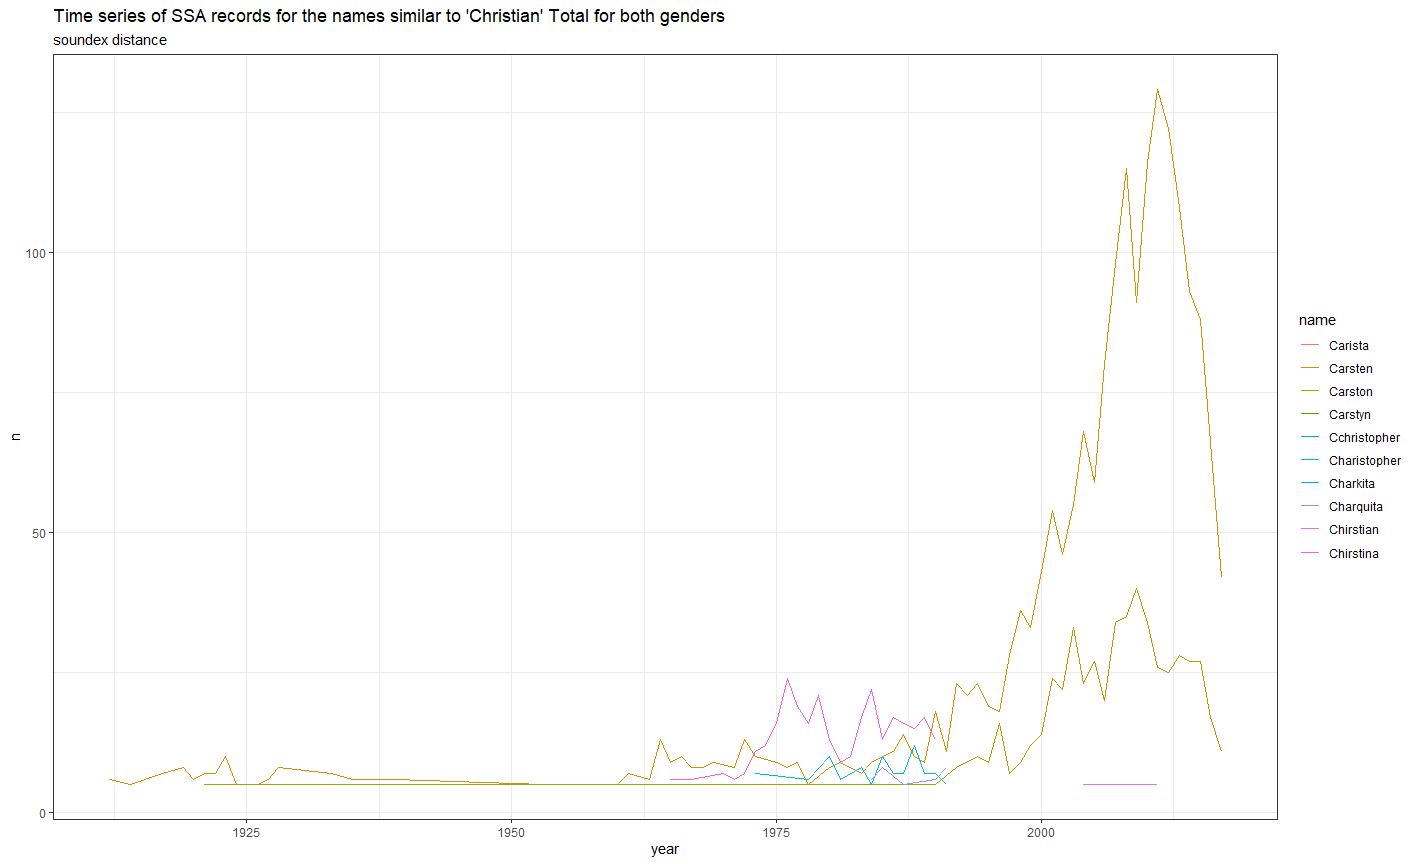 Time series of SSA records for the names similar to 'Christian' Total for both genders
soundex distance
100
50
0
n
1925
1950
1975
2000
year
name
Carista
Carsten
Carston
Carstyn
Cchristopher
Charistopher
Charkita
Charquita
Chirstian
Chirstina